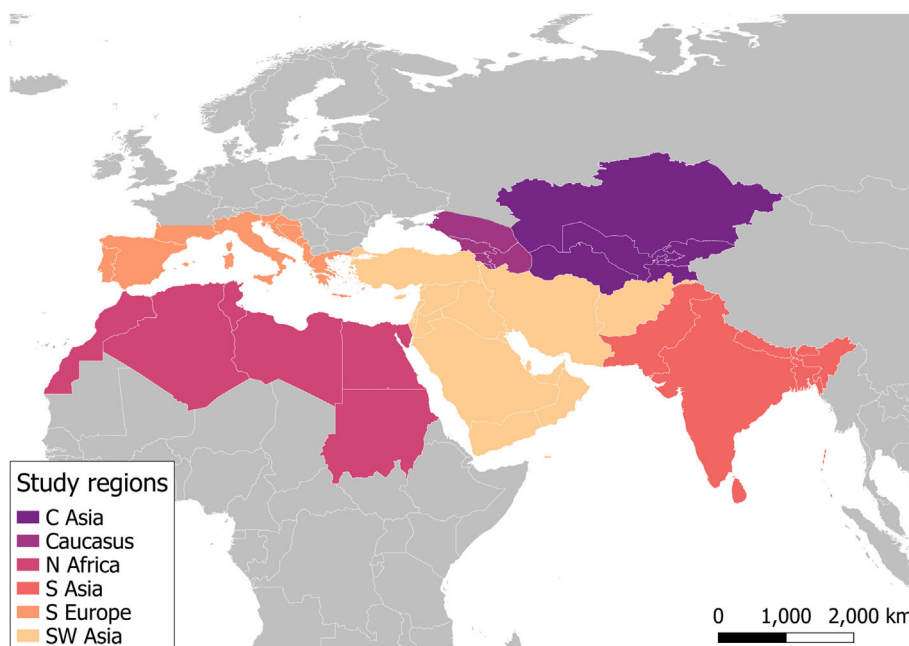 Study regions
C Asia
Caucasus
N Africa
S Asia
S Europe
SW Asia
0 1,000 2,000 km